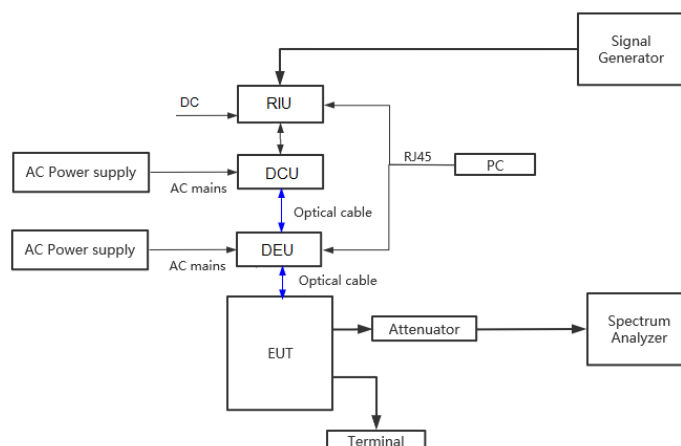 Signal
Generator
DC
RIU
RJ45
PC
AC Power supply
AC mains
DCU
Optical cable
AC Power supply
AC mains
DEU
Optical cable
EUT
Attenuator
Spectrum
Analyzer
Terminal